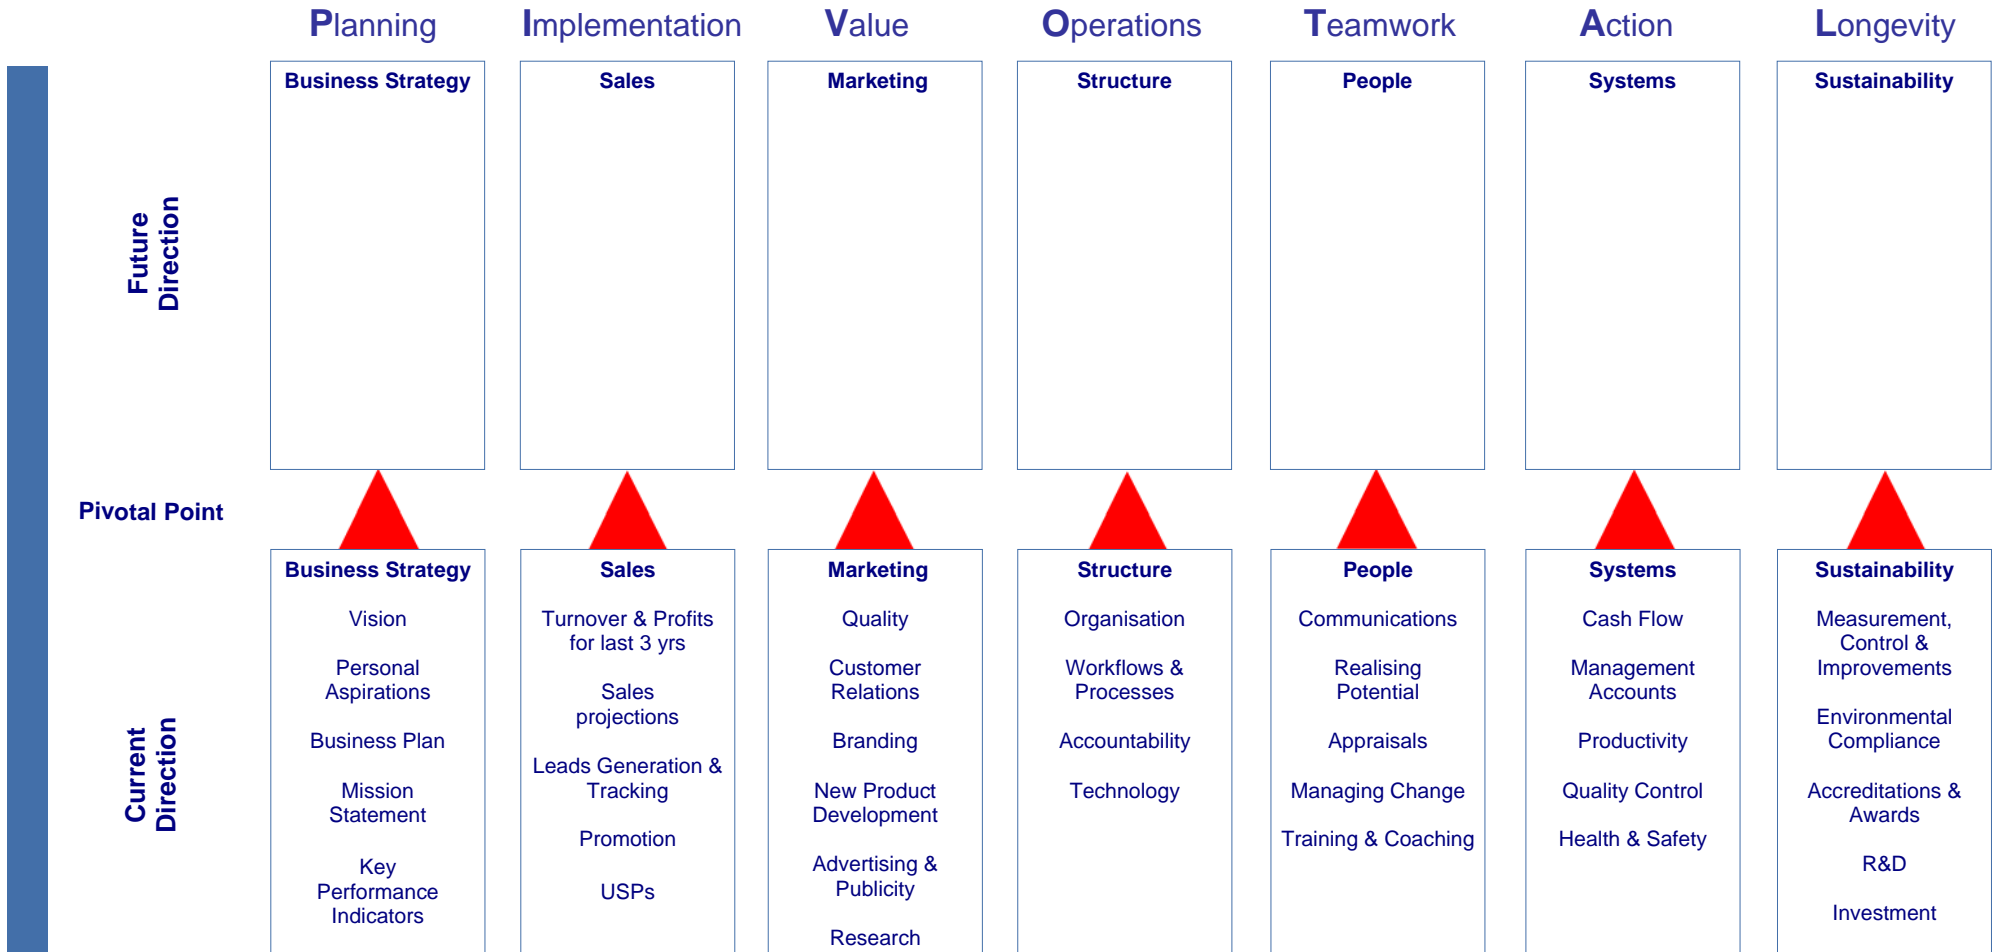 Planning
Implementation
Value
Operations
Teamwork
Action
Longevity
Business Strategy
Sales
Marketing
Structure
People
Systems
Sustainability
Future
Direction
Pivotal Point
Current
Direction
Business Strategy
Vision
Personal
Aspirations
Business Plan
Mission
Statement
Key
Performance
Indicators
Sales
Turnover & Profits
for last 3 yrs
Sales
projections
Leads Generation &
Tracking
Promotion
USPs
Marketing
Quality
Customer
Relations
Branding
New Product
Development
Advertising &
Publicity
Research
Structure
Organisation
Workflows &
Processes
Accountability
Technology
People
Communications
Realising
Potential
Appraisals
Managing Change
Training & Coaching
Systems
Cash Flow
Management
Accounts
Productivity
Quality Control
Health & Safety
Sustainability
Measurement,
Control &
Improvements
Environmental
Compliance
Accreditations &
Awards
R&D
Investment